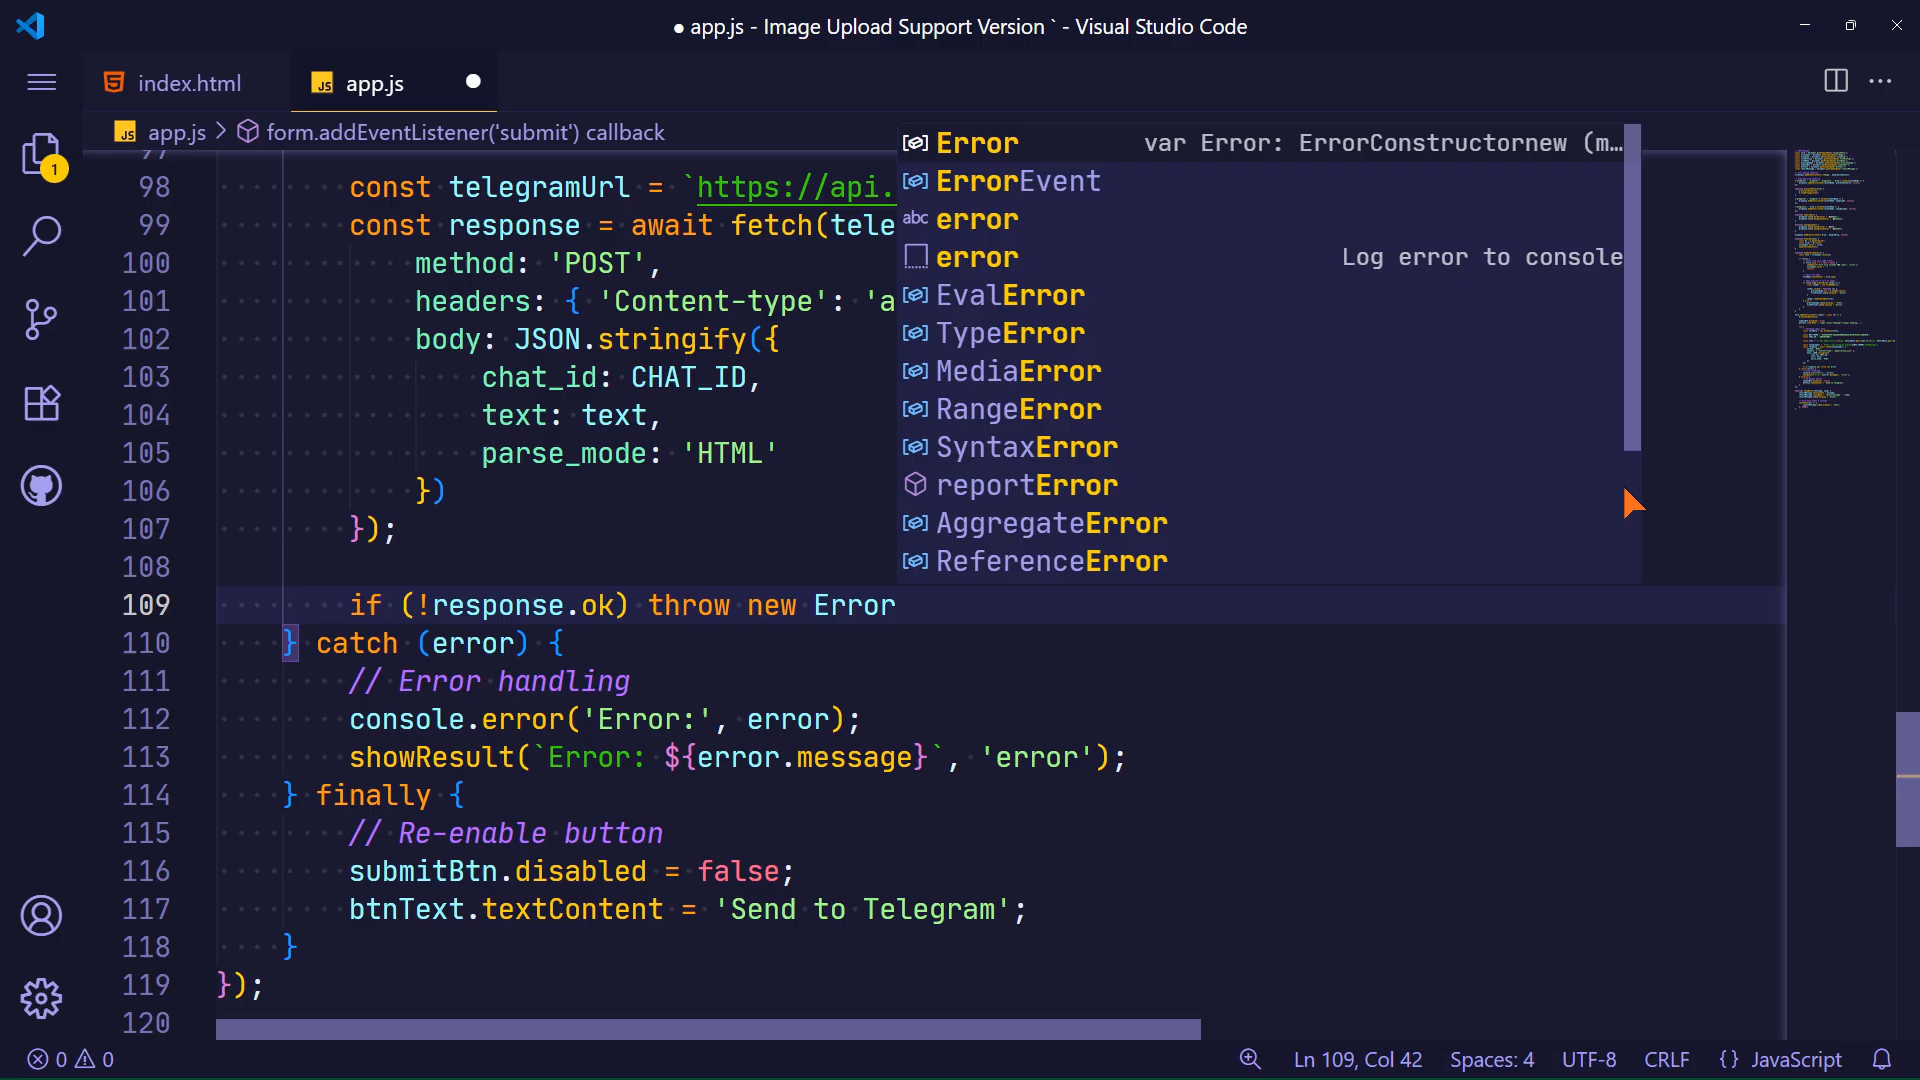 ● app.js - Image Upload Support Version ` - Visual Studio Code
index.html
JS app.js
JS app.js > form.addEventListener('submit') callback
1
97
98 const telegramUrl = `https://api.
99 const response = await fetch(tele
100 method: 'POST',
101 headers: { 'Content-type': 'a
102 body: JSON.stringify({
103 chat_id: CHAT_ID,
104 text: text,
105 parse_mode: 'HTML'
106 })
107 });
108
109 if (!response.ok) throw new Error
110 } catch (error) {
111 // Error handling
112 console.error('Error:', error);
113 showResult(`Error: ${error.message}`, 'error');
114 } finally {
115 // Re-enable button
116 submitBtn.disabled = false;
117 btnText.textContent = 'Send to Telegram';
118 }
119 });
120
Error var Error: ErrorConstructornew (m…
ErrorEvent
abc error
error Log error to console
EvalError
TypeError
MediaError
RangeError
SyntaxError
reportError
AggregateError
ReferenceError
0 0 Ln 109, Col 42 Spaces: 4 UTF-8 CRLF {} JavaScript